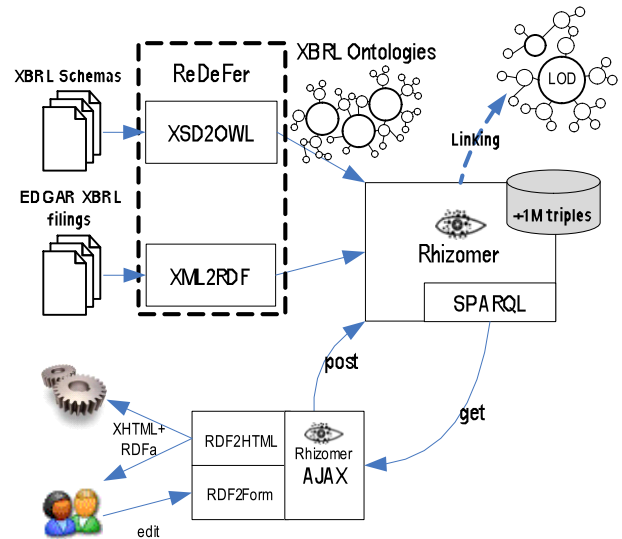 XBRL Schemas
ReDeFer
XBRL Ontologies
LOD
XSD2OWL
Linking
EDGAR XBRL
filings
+1M triples
Rhizomer
XML2RDF
SPARQL
post
get
XHTML+
RDFa
RDF2HTML
Rhizomer
AJAX
RDF2Form
edit